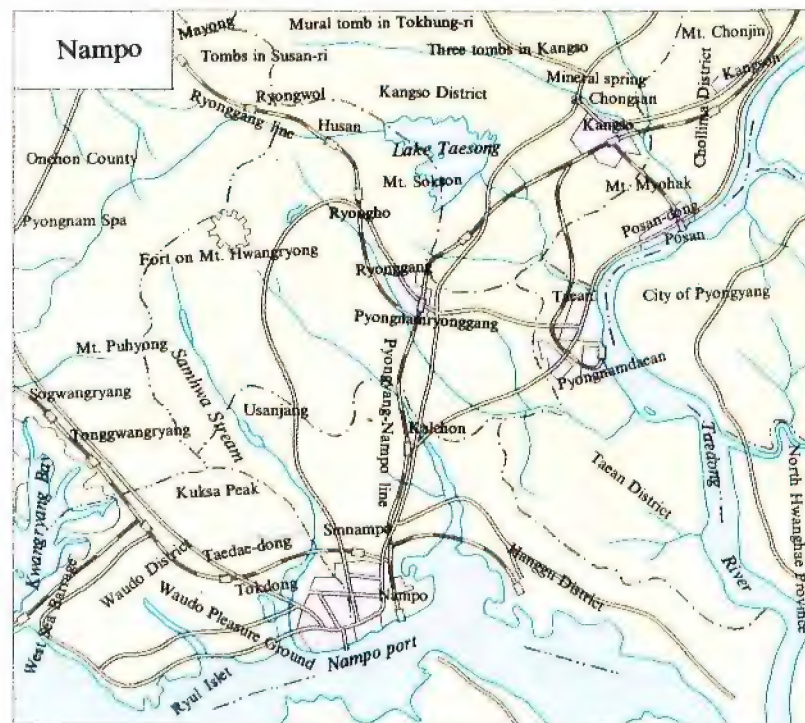 Nampo
Mayong
Mural tomb in Tokhung-ri
Mt. Chonjin
Tombs in Susan-ri
Three tombs in Kangso
Mineral spring
at Chongsan
Kangson
Chollima District
Ryongwol
Kangso District
Ryonggang line
Husan
Kangso
Lake Taesong
Onchon County
Mt. Sokson
Mt. Myohak
Pyongnam Spa
Ryongho
Posan-dong
Posan
Fort on Mt. Hwangryong
Ryonggang
Taean
City of Pyongyang
Pyongnamryonggang
Mt. Puhyong
Samhwa Stream
Pyongyang-Nampo line
Pyongnamdaean
Sogwangryang
Usanjang
Tonggwangryang
Kalchon
Taedong
River
North Hwanghae Province
Kwangryang Bay
Kuksa Peak
Taean District
Sinnampo
Taedae-dong
Waudo District
Hanggu District
Tokdong
Nampo
West Sea Barrage
Waudo Pleasure Ground
Nampo port
Ryul Islet